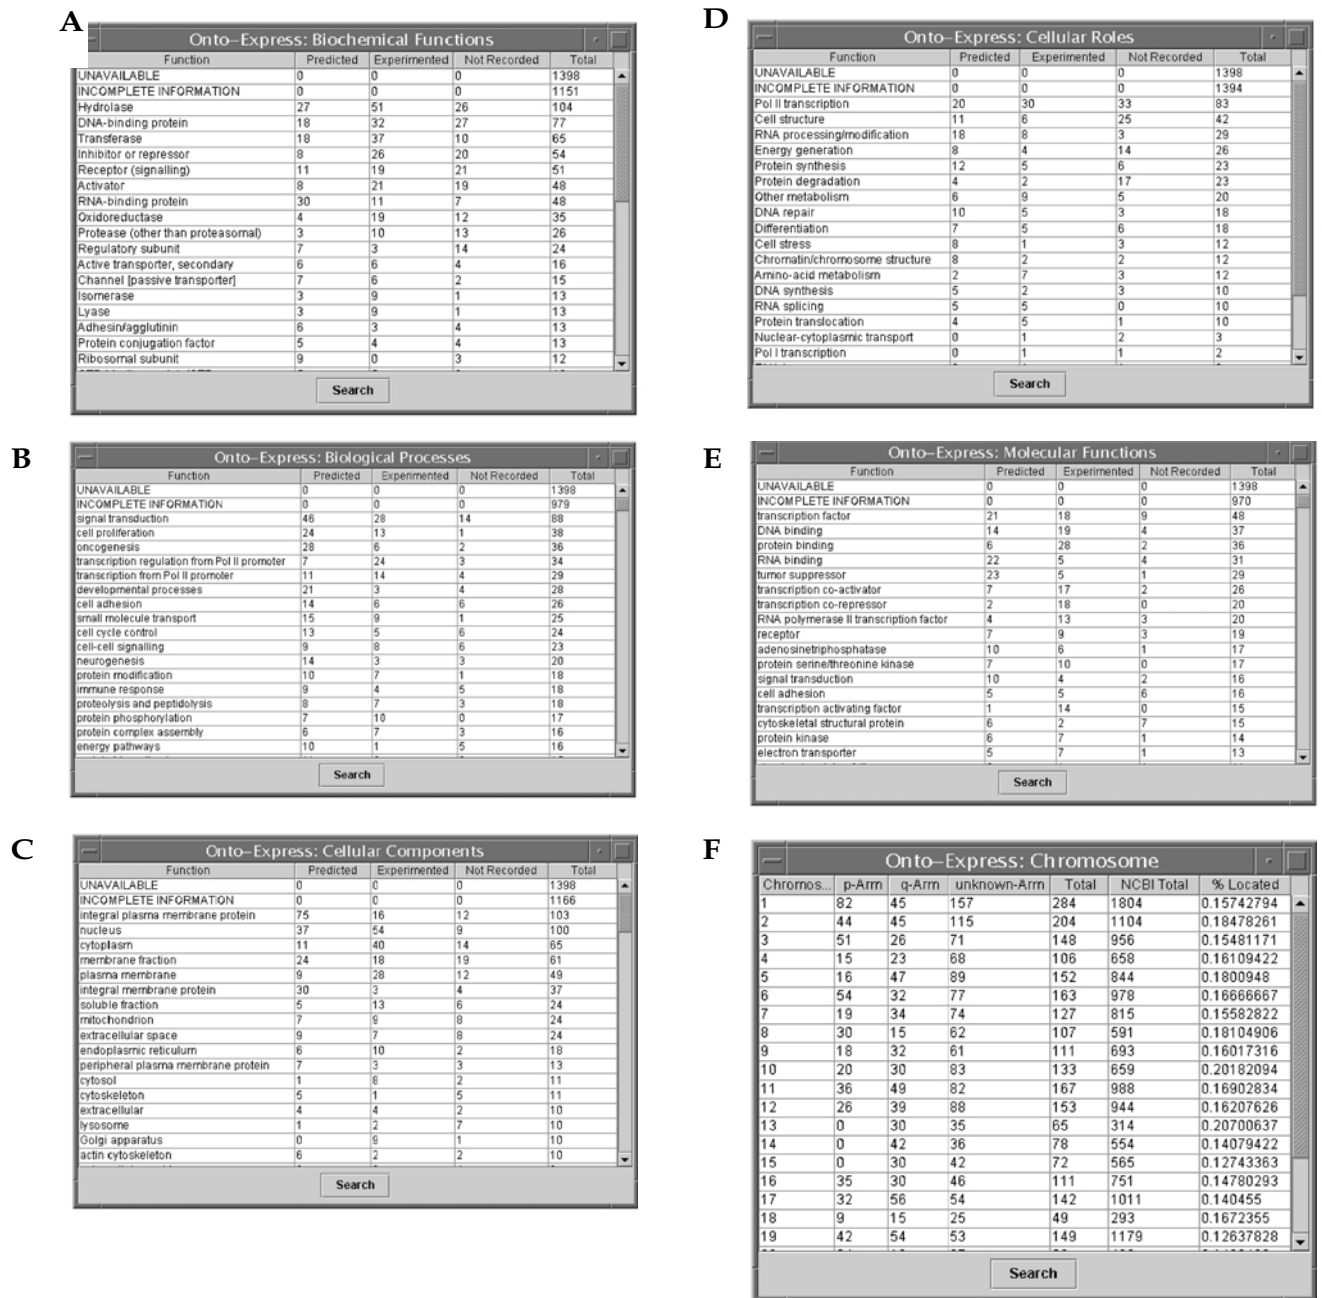 A
Onto–Express: Biochemical Functions
Function Predicted Experimented Not Recorded Total
UNAVAILABLE 0 0 0 1398
INCOMPLETE INFORMATION 0 0 0 1151
Hydrolase 27 51 26 104
DNA-binding protein 18 32 27 77
Transferase 18 37 10 65
Inhibitor or repressor 8 26 20 54
Receptor (signalling) 11 19 21 51
Activator 8 21 19 48
RNA-binding protein 30 11 7 48
Oxidoreductase 4 19 12 35
Protease (other than proteasomal) 3 10 13 26
Regulatory subunit 7 3 14 24
Active transporter, secondary 6 6 4 16
Channel [passive transporter] 7 6 2 15
Isomerase 3 9 1 13
Lyase 3 9 1 13
Adhesin/agglutinin 6 3 4 13
Protein conjugation factor 5 4 4 13
Ribosomal subunit 9 0 3 12
Search
B
Onto–Express: Biological Processes
Function Predicted Experimented Not Recorded Total
UNAVAILABLE 0 0 0 1398
INCOMPLETE INFORMATION 0 0 0 979
signal transduction 46 28 14 88
cell proliferation 24 13 1 38
oncogenesis 28 6 2 36
transcription regulation from Pol II promoter 7 24 3 34
transcription from Pol II promoter 11 14 4 29
developmental processes 21 3 4 28
cell adhesion 14 6 6 26
small molecule transport 15 9 1 25
cell cycle control 13 5 6 24
cell-cell signalling 9 8 6 23
neurogenesis 14 3 3 20
protein modification 10 7 1 18
immune response 9 4 5 18
proteolysis and peptidolysis 8 7 3 18
protein phosphorylation 7 10 0 17
protein complex assembly 6 7 3 16
energy pathways 10 1 5 16
Search
C
Onto–Express: Cellular Components
Function Predicted Experimented Not Recorded Total
UNAVAILABLE 0 0 0 1398
INCOMPLETE INFORMATION 0 0 0 1166
integral plasma membrane protein 75 16 12 103
nucleus 37 54 9 100
cytoplasm 11 40 14 65
membrane fraction 24 18 19 61
plasma membrane 9 28 12 49
integral membrane protein 30 3 4 37
soluble fraction 5 13 6 24
mitochondrion 7 9 8 24
extracellular space 9 7 8 24
endoplasmic reticulum 6 10 2 18
peripheral plasma membrane protein 7 3 3 13
cytosol 1 8 2 11
cytoskeleton 5 1 5 11
extracellular 4 4 2 10
lysosome 1 2 7 10
Golgi apparatus 0 9 1 10
actin cytoskeleton 6 2 2 10
Search
D
Onto–Express: Cellular Roles
Function Predicted Experimented Not Recorded Total
UNAVAILABLE 0 0 0 1398
INCOMPLETE INFORMATION 0 0 0 1394
Pol II transcription 20 30 33 83
Cell structure 11 6 25 42
RNA processing/modification 18 8 3 29
Energy generation 8 4 14 26
Protein synthesis 12 5 6 23
Protein degradation 4 2 17 23
Other metabolism 6 9 5 20
DNA repair 10 5 3 18
Differentiation 7 5 6 18
Cell stress 8 1 3 12
Chromatin/chromosome structure 8 2 2 12
Amino-acid metabolism 2 7 3 12
DNA synthesis 5 2 3 10
RNA splicing 5 5 0 10
Protein translocation 4 5 1 10
Nuclear-cytoplasmic transport 0 1 2 3
Pol I transcription 0 1 1 2
Search
E
Onto–Express: Molecular Functions
Function Predicted Experimented Not Recorded Total
UNAVAILABLE 0 0 0 1398
INCOMPLETE INFORMATION 0 0 0 970
transcription factor 21 18 9 48
DNA binding 14 19 4 37
protein binding 6 28 2 36
RNA binding 22 5 4 31
tumor suppressor 23 5 1 29
transcription co-activator 7 17 2 26
transcription co-repressor 2 18 0 20
RNA polymerase II transcription factor 4 13 3 20
receptor 7 9 3 19
adenosinetriphosphatase 10 6 1 17
protein serine/threonine kinase 7 10 0 17
signal transduction 10 4 2 16
cell adhesion 5 5 6 16
transcription activating factor 1 14 0 15
cytoskeletal structural protein 6 2 7 15
protein kinase 6 7 1 14
electron transporter 5 7 1 13
Search
F
Onto–Express: Chromosome
Chromos... p-Arm q-Arm unknown-Arm Total NCBI Total % Located
1 82 45 157 284 1804 0.15742794
2 44 45 115 204 1104 0.18478261
3 51 26 71 148 956 0.15481171
4 15 23 68 106 658 0.16109422
5 16 47 89 152 844 0.1800948
6 54 32 77 163 978 0.16666667
7 19 34 74 127 815 0.15582822
8 30 15 62 107 591 0.18104906
9 18 32 61 111 693 0.16017316
10 20 30 83 133 659 0.20182094
11 36 49 82 167 988 0.16902834
12 26 39 88 153 944 0.16207626
13 0 30 35 65 314 0.20700637
14 0 42 36 78 554 0.14079422
15 0 30 42 72 565 0.12743363
16 35 30 46 111 751 0.14780293
17 32 56 54 142 1011 0.140455
18 9 15 25 49 293 0.1672355
19 42 54 53 149 1179 0.12637828
Search